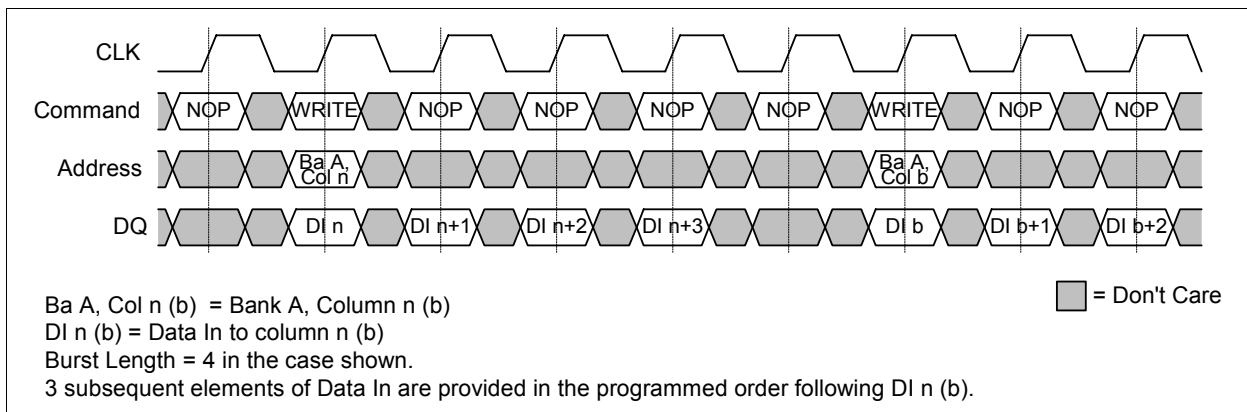 CLK
Command NOP WRITE NOP NOP NOP NOP WRITE NOP NOP
Address Ba A, Col n Ba A, Col b
DQ DI n DI n+1 DI n+2 DI n+3 DI b DI b+1 DI b+2
Ba A, Col n (b) = Bank A, Column n (b)
= Don't Care
DI n (b) = Data In to column n (b)
Burst Length = 4 in the case shown.
3 subsequent elements of Data In are provided in the programmed order following DI n (b).